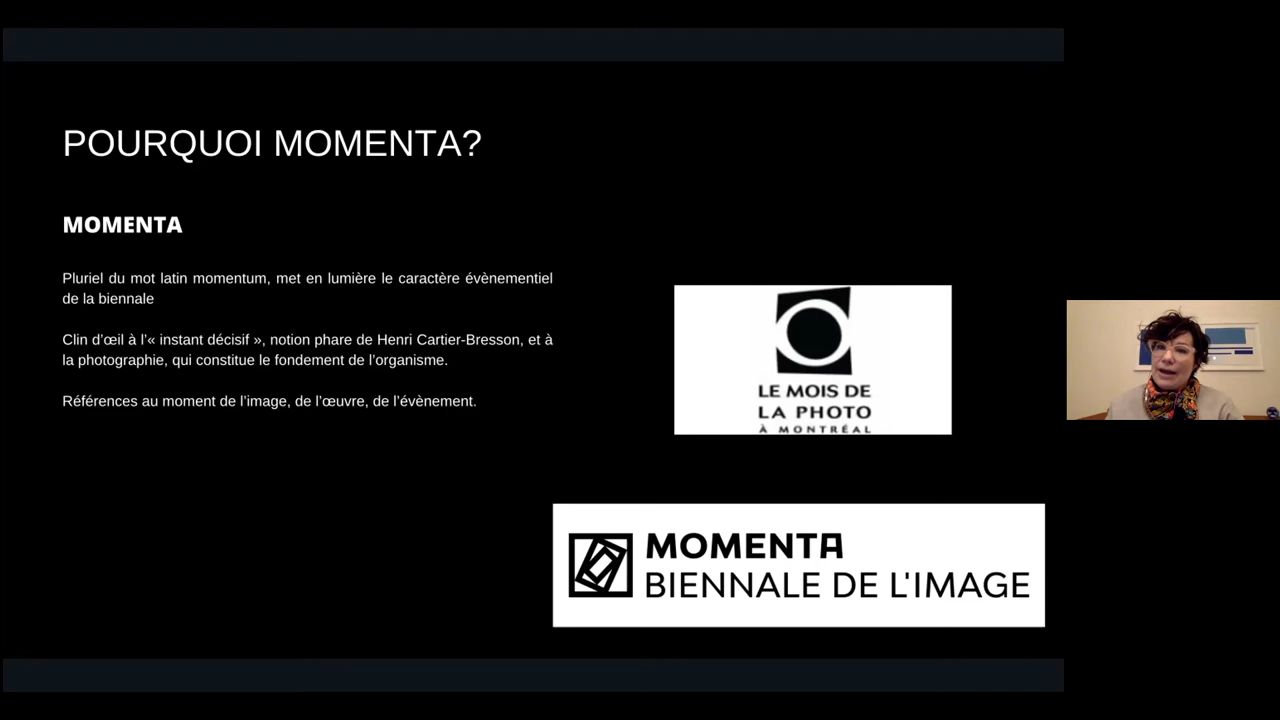 POURQUOI MOMENTA?
MOMENTA
Pluriel du mot latin momentum, met en lumière le caractère évènementiel
de la biennale
Clin d’œil à l’« instant décisif », notion phare de Henri Cartier-Bresson, et à
la photographie, qui constitue le fondement de l’organisme.
Références au moment de l’image, de l’œuvre, de l’évènement.
LE MOIS DE
LA PHOTO
À MONTRÉAL
MOMENTA
BIENNALE DE L'IMAGE